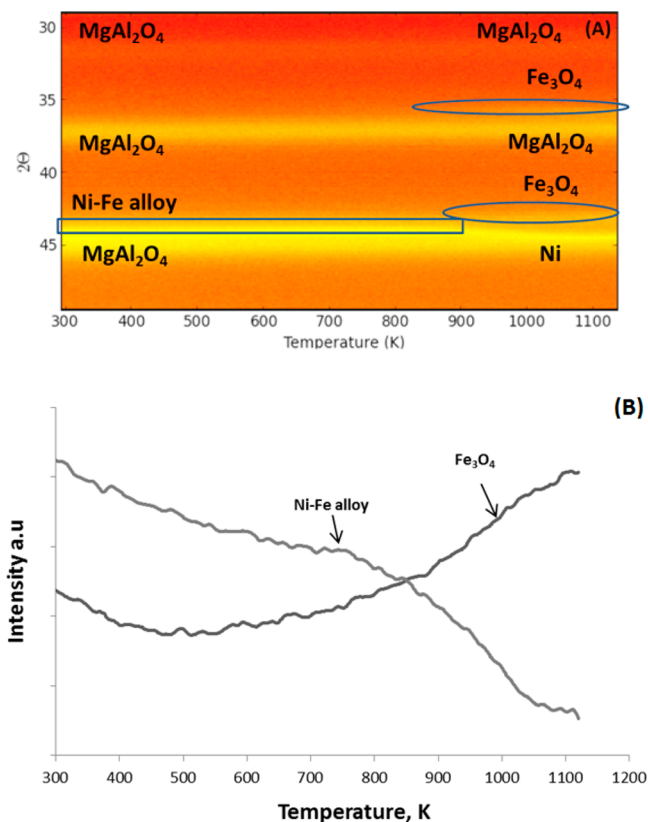 29
MgAl₂O₄ MgAl₂O₄ (A)
30
Fe₃O₄
35
MgAl₂O₄ MgAl₂O₄
2Θ
40
Fe₃O₄
Ni-Fe alloy
45
MgAl₂O₄ Ni
300 400 500 600 700 800 900 1000 1100
Temperature (K)
(B)
Fe₃O₄
Ni-Fe alloy
Intensity a.u
300 400 500 600 700 800 900 1000 1100 1200
Temperature, K